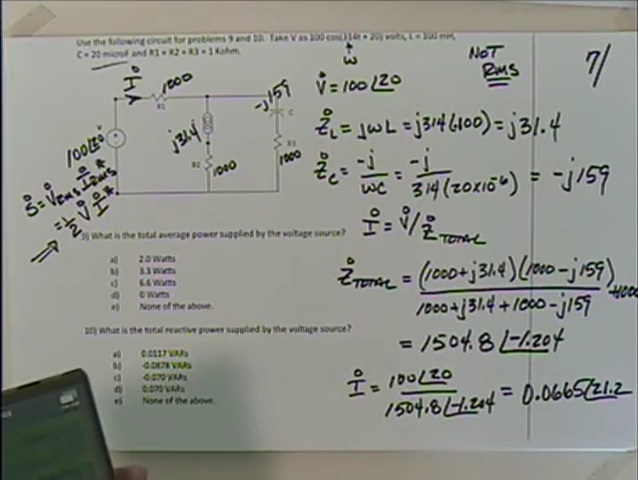 Use the following circuit for problems 9 and 10. Take V as 100 cos(314t + 20) volts, L = 100 mH,
C = 20 microF and R1 = R2 = R3 = 1 Kohm.
ω
NOT
RMS
7/
I
1000
R1
-j159
C
V = 100∠20
100∠20
j31.4
R2
1000
R3
1000
Z_L = jωL = j314(.100) = j31.4
Z_C = -j/ωC = -j/314(20x10^-6) = -j159
S = V_RMS I_RMS*
= ½ V I*
I = V/Z_TOTAL
9) What is the total average power supplied by the voltage source?
a) 2.0 Watts
b) 3.3 Watts
c) 6.6 Watts
d) 0 Watts
e) None of the above.
Z_TOTAL = (1000+j31.4)(1000-j159)/1000+j31.4+1000-j159 +1000
= 1504.8∠-1.204
10) What is the total reactive power supplied by the voltage source?
a) 0.0117 VARs
b) -0.0878 VARs
c) -0.070 VARs
d) 0.070 VARs
e) None of the above.
I = 100∠20/1504.8∠-1.204 = 0.0665∠21.2